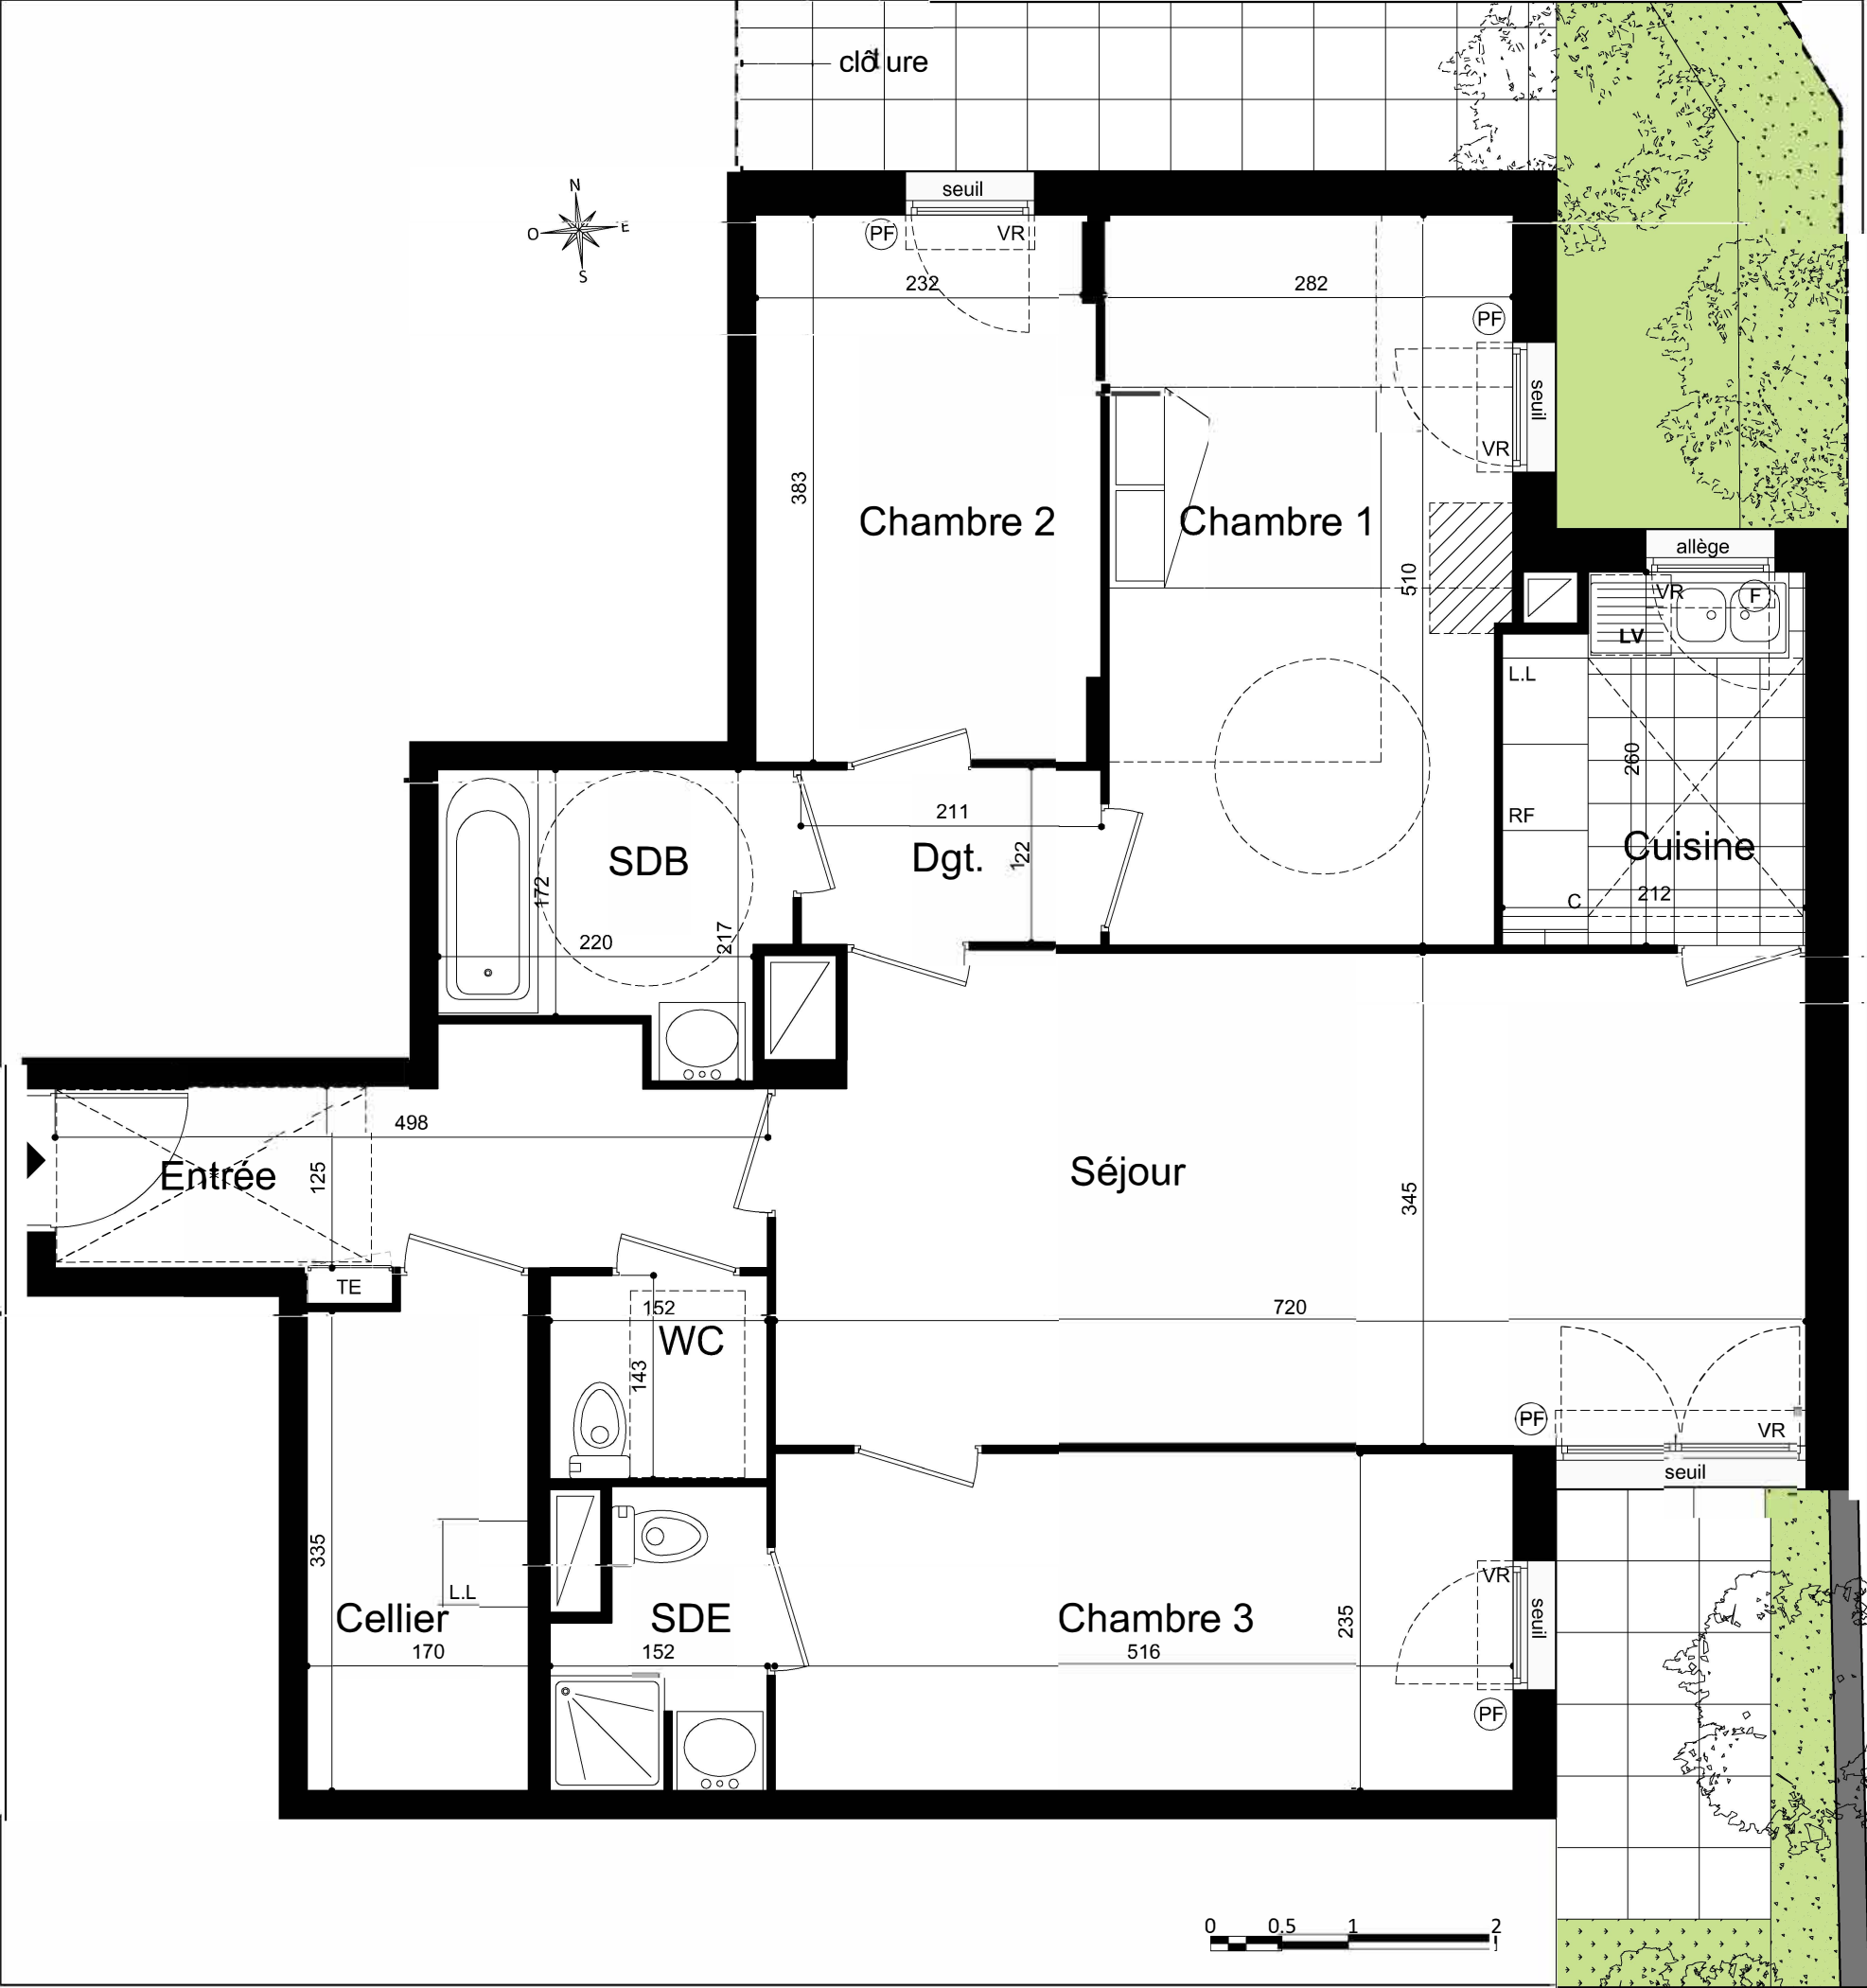 clôture
seuil
N
O
E
S
PF
VR
232
282
PF
seuil
VR
383
Chambre 2
Chambre 1
510
allège
VR
F
LV
L.L
260
RF
Cuisine
212
C
211
Dgt.
122
SDB
172
220
217
498
Entrée
125
Séjour
345
TE
152
WC
143
720
PF
VR
seuil
335
L.L
Cellier
170
SDE
152
Chambre 3
516
235
VR
seuil
PF
0 0.5 1 2